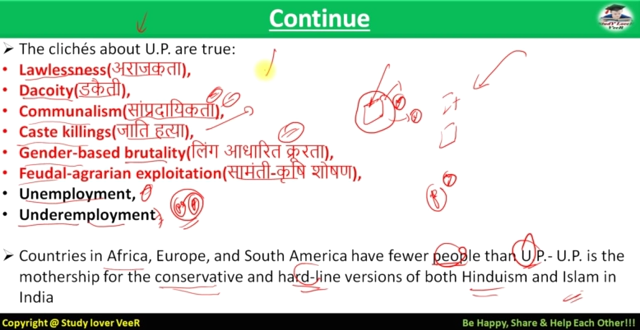 Continue
Study Lover
VeeR
The clichés about U.P. are true:
• Lawlessness(अराजकता)
• Dacoity(डकैती),
• Communalism(सांप्रदायिकता)
• Caste killings(जाति हत्या),
• Gender-based brutality(लिंग आधारित क्रूरता),
• Feudal-agrarian exploitation(सामंती-कृषि शोषण),
• Unemployment,
• Underemployment,
Countries in Africa, Europe, and South America have fewer people than U.P.- U.P. is the
mothership for the conservative and hard-line versions of both Hinduism and Islam in
India
Copyright @ Study lover VeeR
Be Happy, Share & Help Each Other!!!